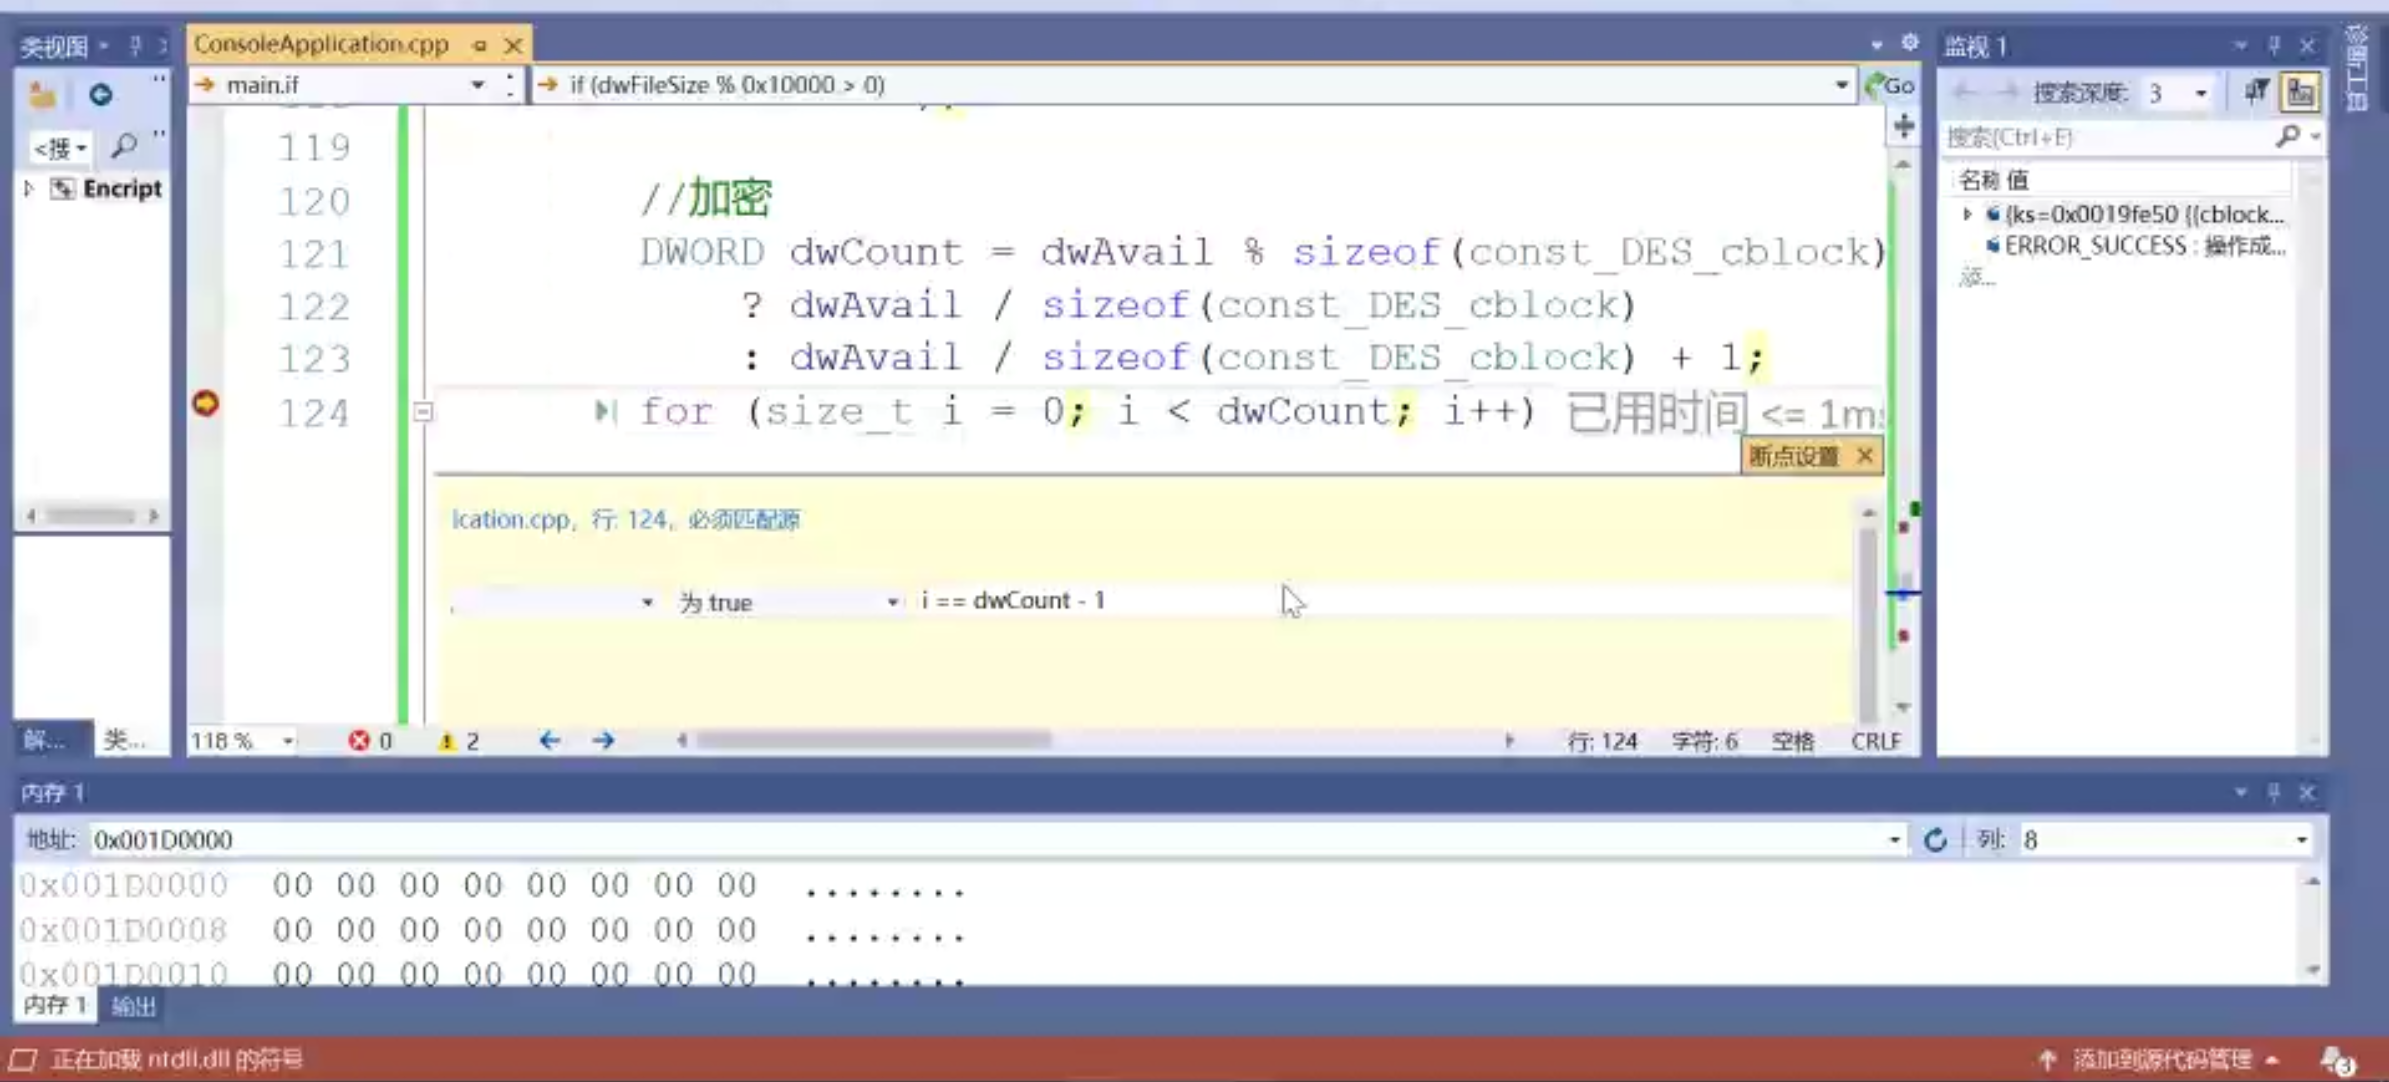 类视图
ConsoleApplication.cpp
监视 1
诊断工具
main.if
if (dwFileSize % 0x10000 > 0)
Go
搜索深度: 3
<搜
搜索(Ctrl+E)
Encript
名称 值
{ks=0x0019fe50 {{cblock...
ERROR_SUCCESS : 操作成...
添...
119
120 //加密
121 DWORD dwCount = dwAvail % sizeof(const_DES_cblock)
122 ? dwAvail / sizeof(const_DES_cblock)
123 : dwAvail / sizeof(const_DES_cblock) + 1;
124 for (size_t i = 0; i < dwCount; i++) 已用时间 <= 1ms
断点设置
lcation.cpp, 行: 124, 必须匹配源
为 true i == dwCount - 1
解... 类...
118 % 0 2 行: 124 字符: 6 空格 CRLF
内存 1
地址: 0x001D0000 列: 8
0x001D0000 00 00 00 00 00 00 00 00 ........
0x001D0008 00 00 00 00 00 00 00 00 ........
0x001D0010 00 00 00 00 00 00 00 00 ........
内存 1 输出
正在加载 ntdll.dll 的符号 添加到源代码管理 3